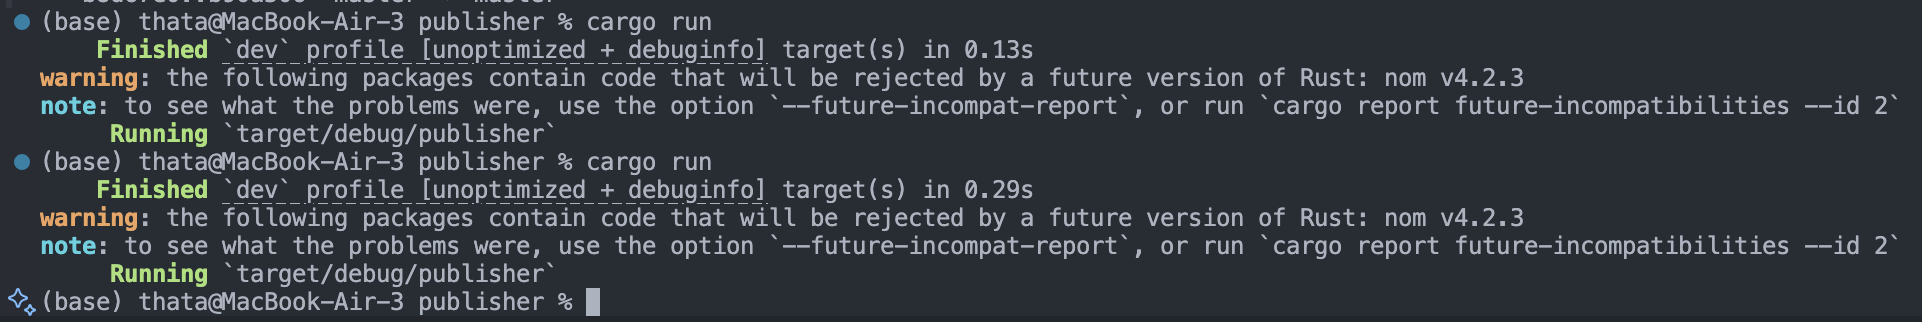 (base) thata@MacBook-Air-3 publisher % cargo run
Finished `dev` profile [unoptimized + debuginfo] target(s) in 0.13s
warning: the following packages contain code that will be rejected by a future version of Rust: nom v4.2.3
note: to see what the problems were, use the option `--future-incompat-report`, or run `cargo report future-incompatibilities --id 2`
Running `target/debug/publisher`
(base) thata@MacBook-Air-3 publisher % cargo run
Finished `dev` profile [unoptimized + debuginfo] target(s) in 0.29s
warning: the following packages contain code that will be rejected by a future version of Rust: nom v4.2.3
note: to see what the problems were, use the option `--future-incompat-report`, or run `cargo report future-incompatibilities --id 2`
Running `target/debug/publisher`
(base) thata@MacBook-Air-3 publisher %